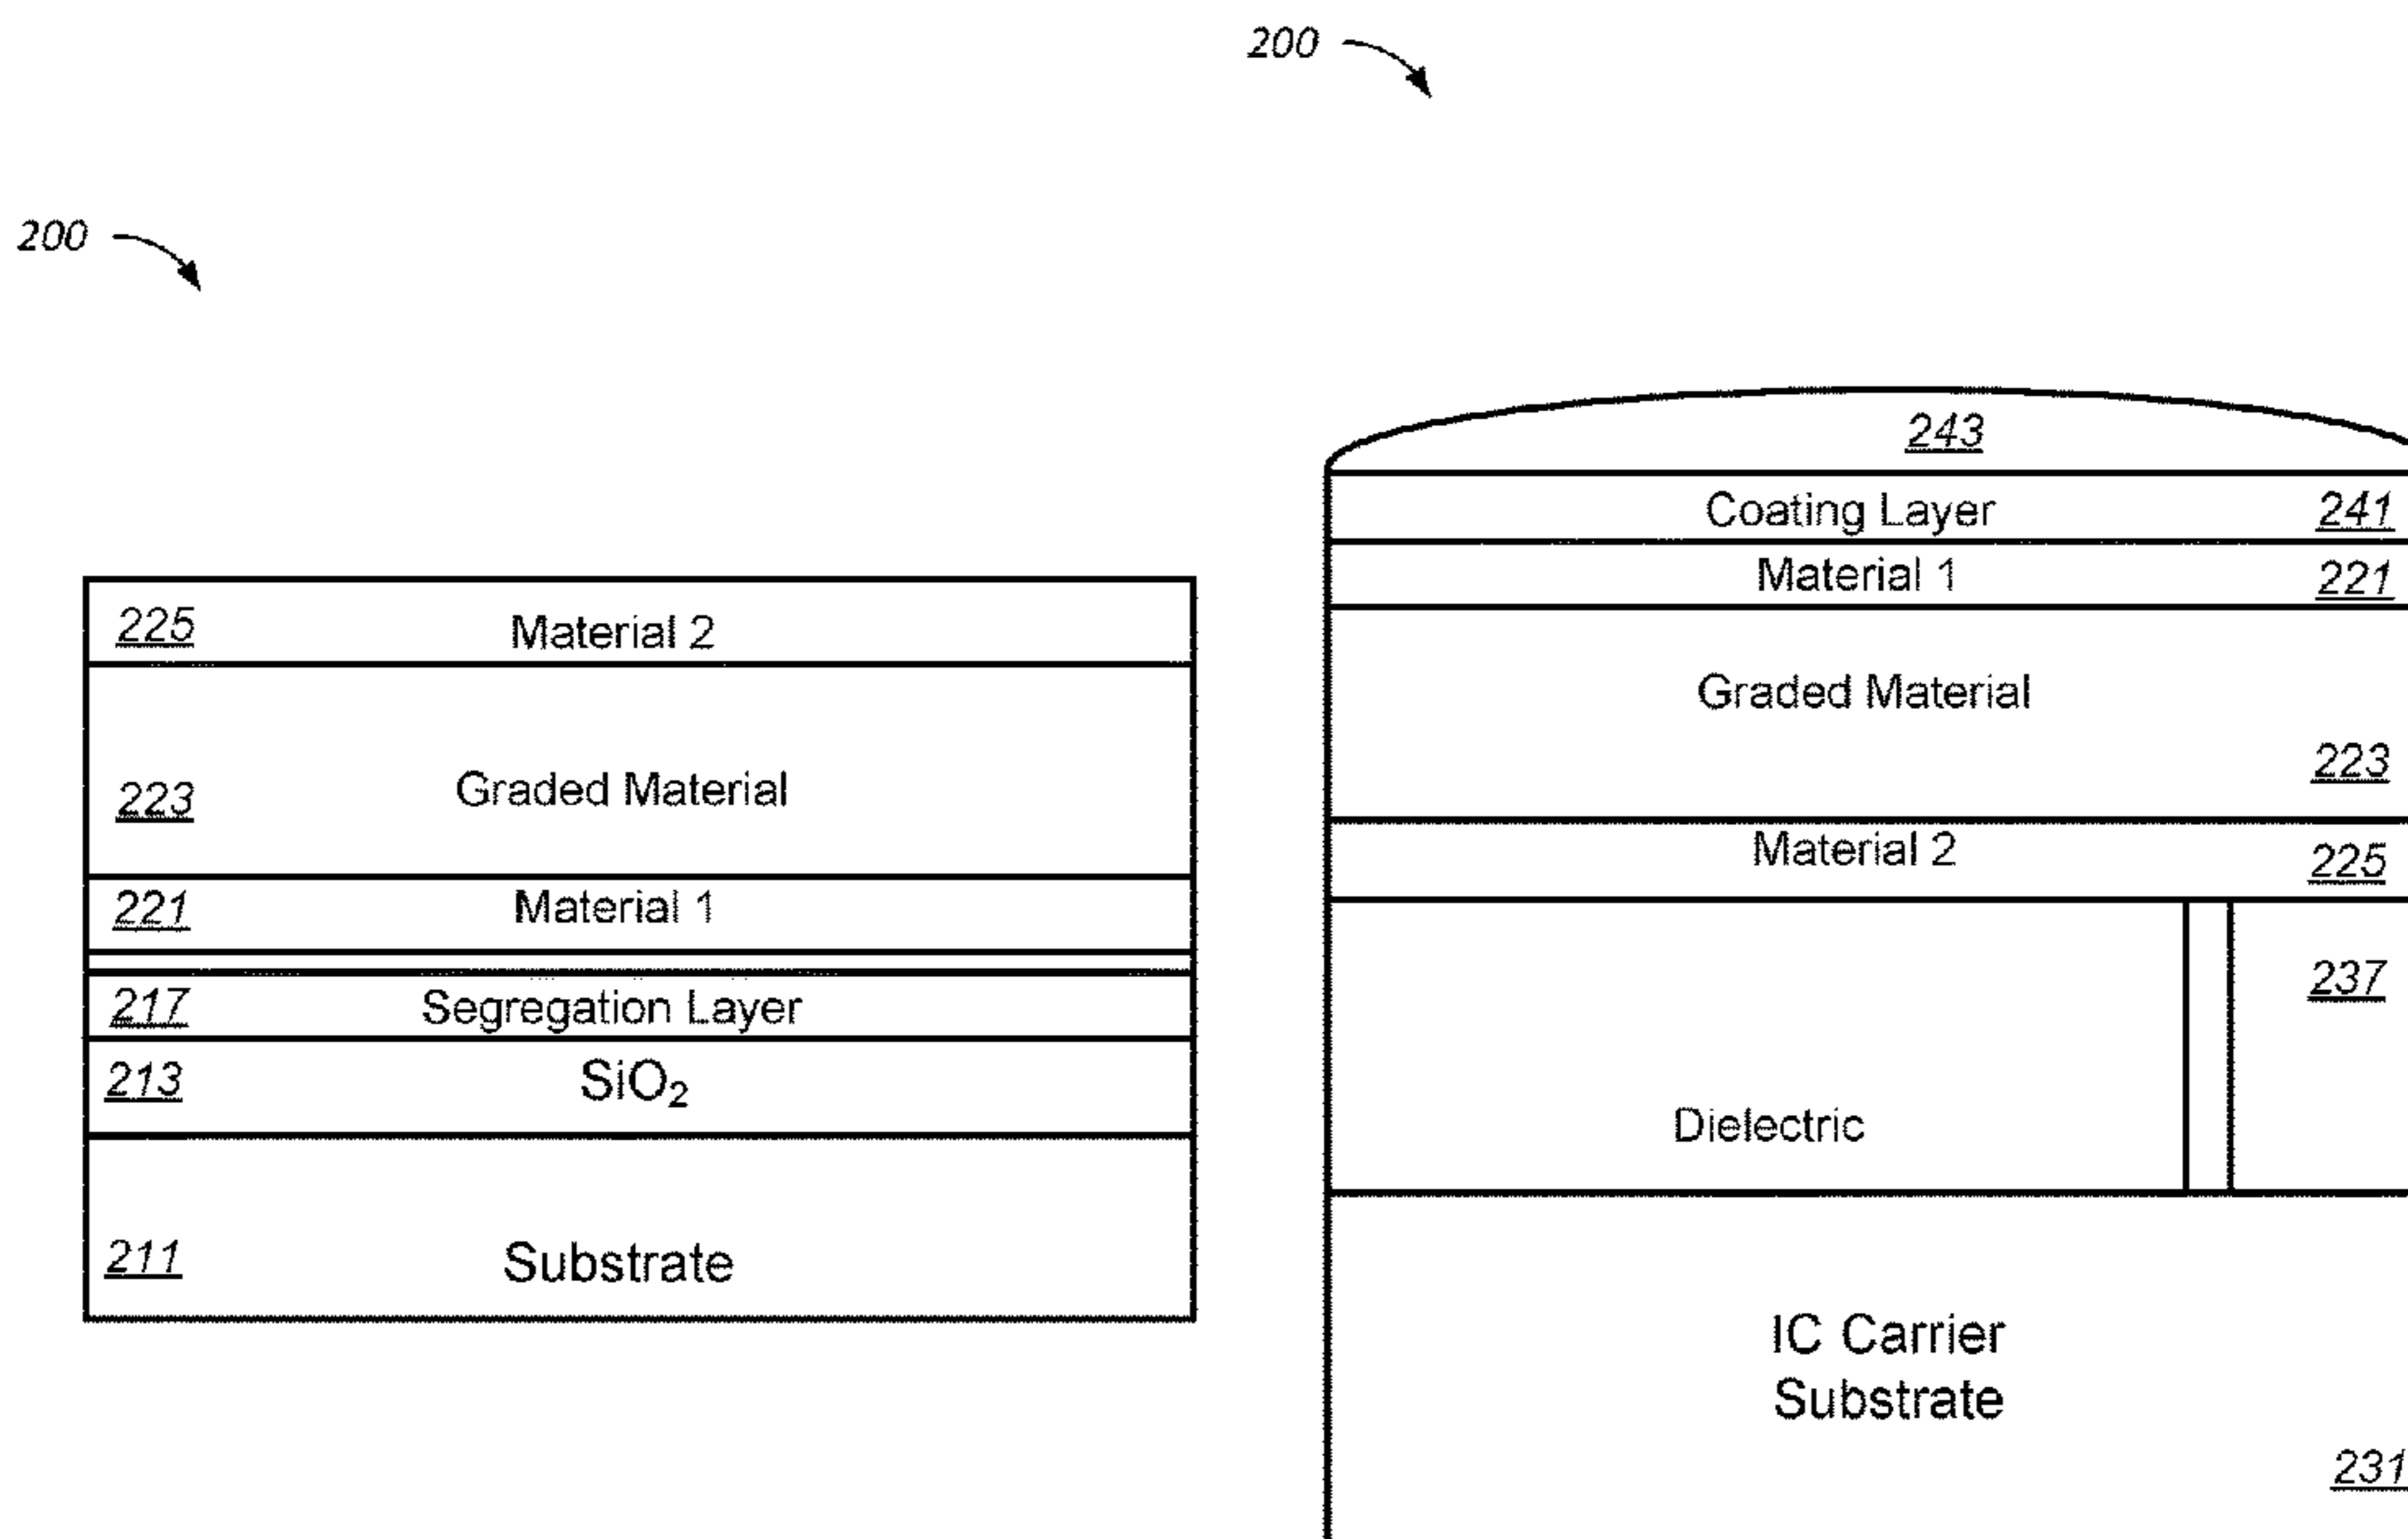 200
200
225 Material 2
223 Graded Material
221 Material 1
217 Segregation Layer
213 SiO₂
211 Substrate
243
Coating Layer 241
Material 1 221
Graded Material
223
Material 2 225
237
Dielectric
IC Carrier
Substrate
231